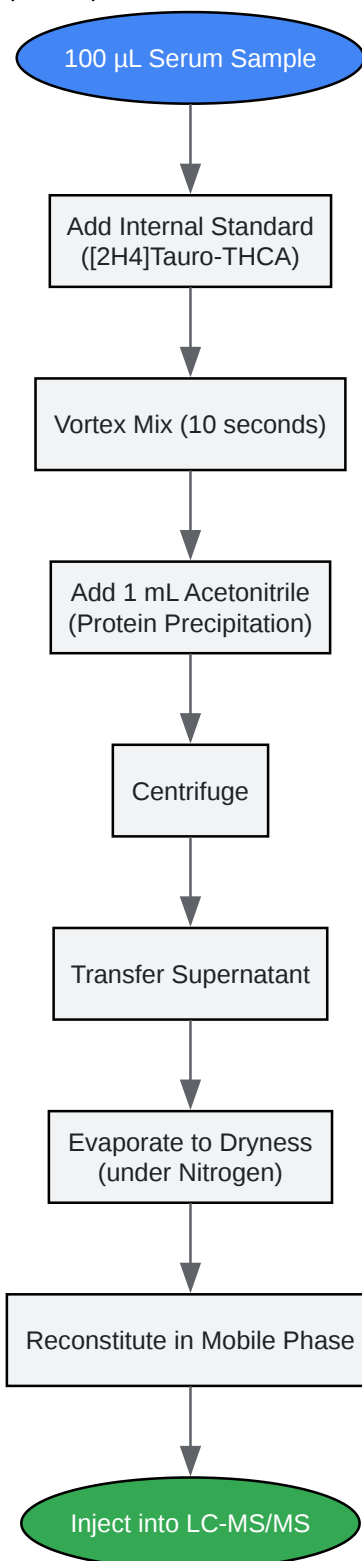 100 µL Serum Sample
Add Internal Standard
([2H4]Tauro-THCA)
Vortex Mix (10 seconds)
Add 1 mL Acetonitrile
(Protein Precipitation)
Centrifuge
Transfer Supernatant
Evaporate to Dryness
(under Nitrogen)
Reconstitute in Mobile Phase
Inject into LC-MS/MS